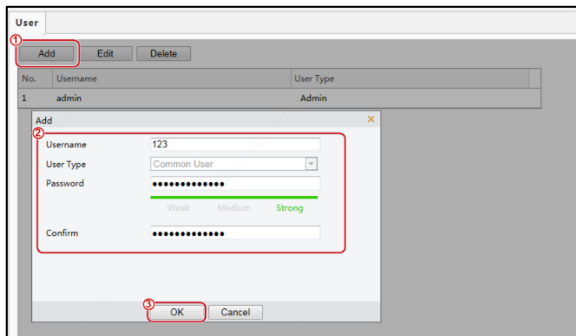 User
1
Add Edit Delete
No. Username User Type
1 admin Admin
Add ×
2
Username 123
User Type Common User
Password •••••••••••••
Weak Medium Strong
Confirm •••••••••••••
3
OK Cancel